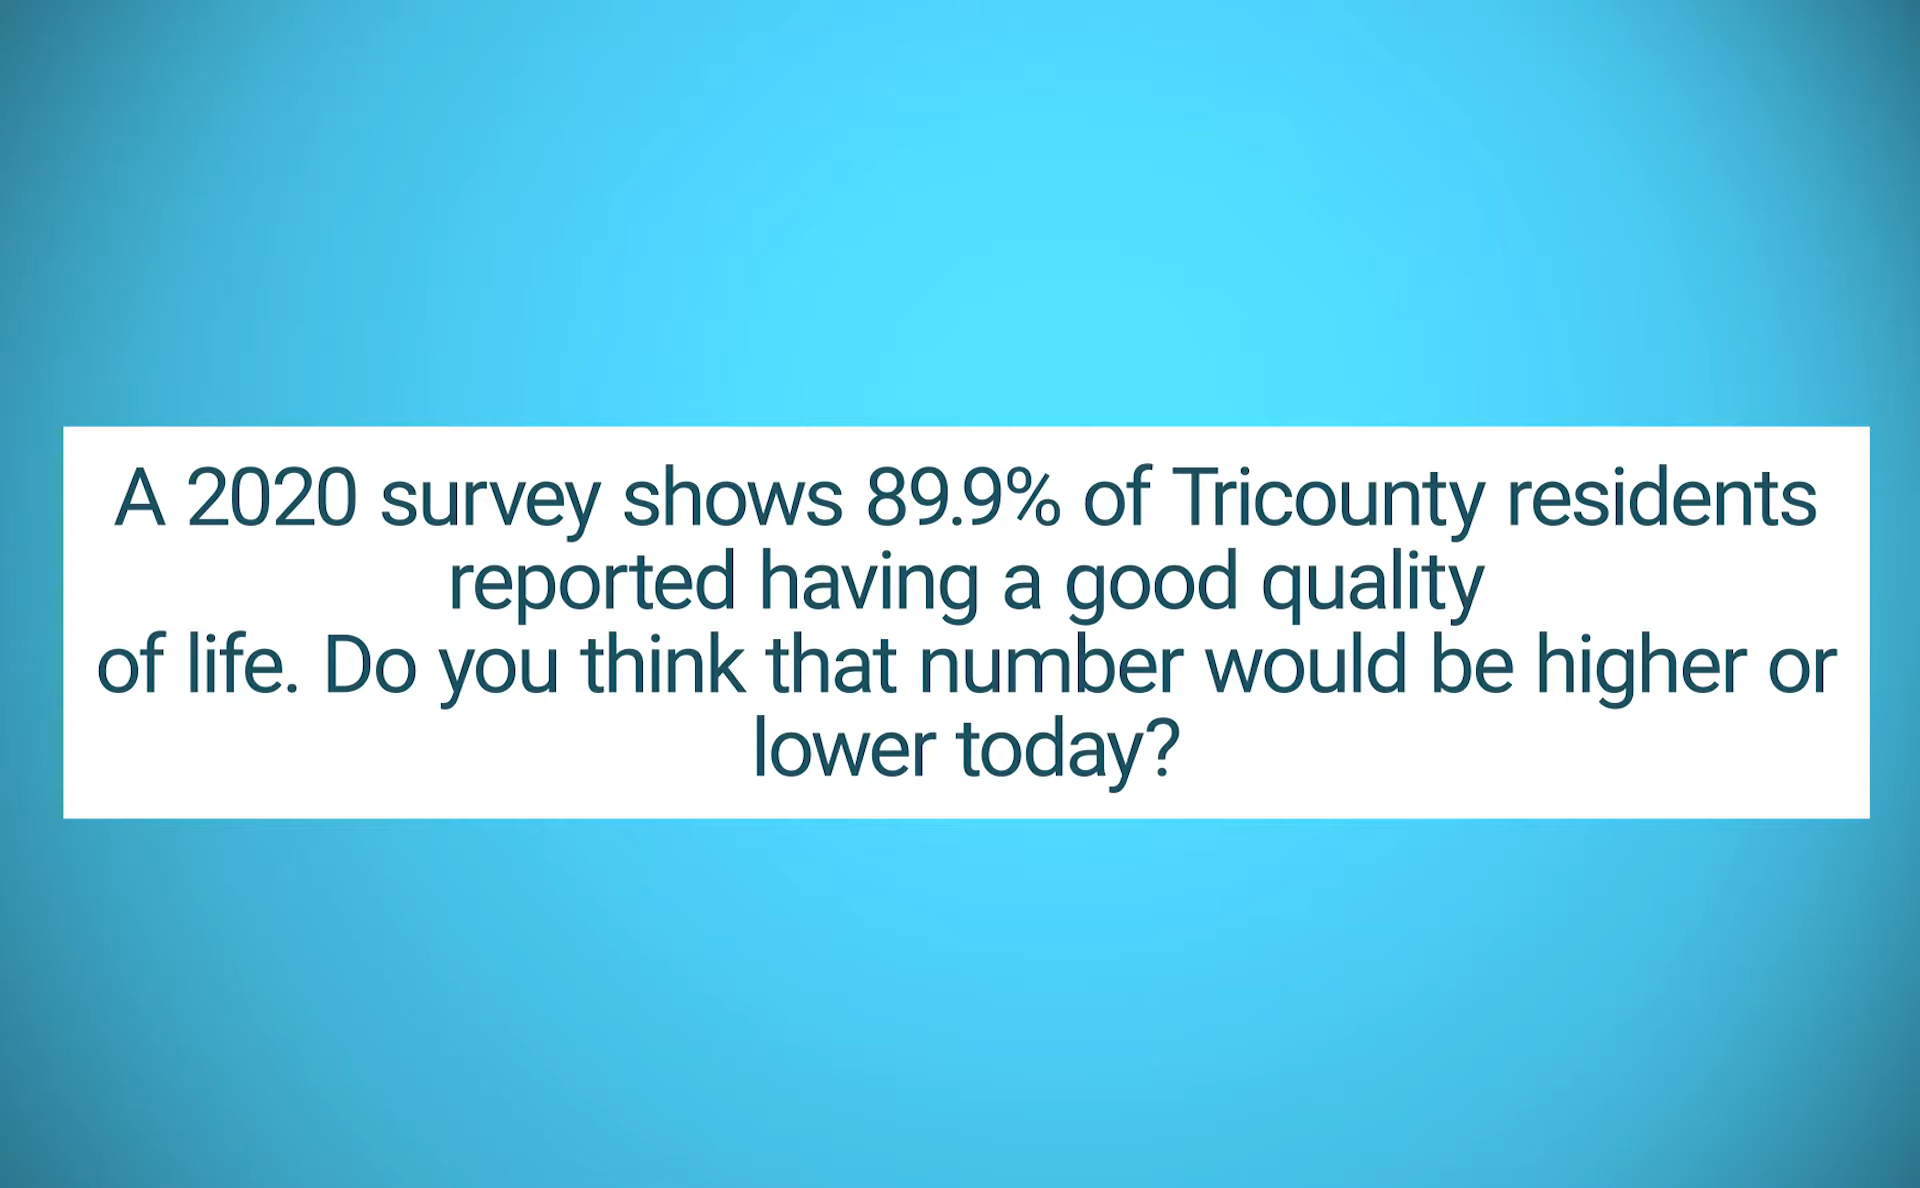 A 2020 survey shows 89.9% of Tricounty residents
reported having a good quality
of life. Do you think that number would be higher or
lower today?